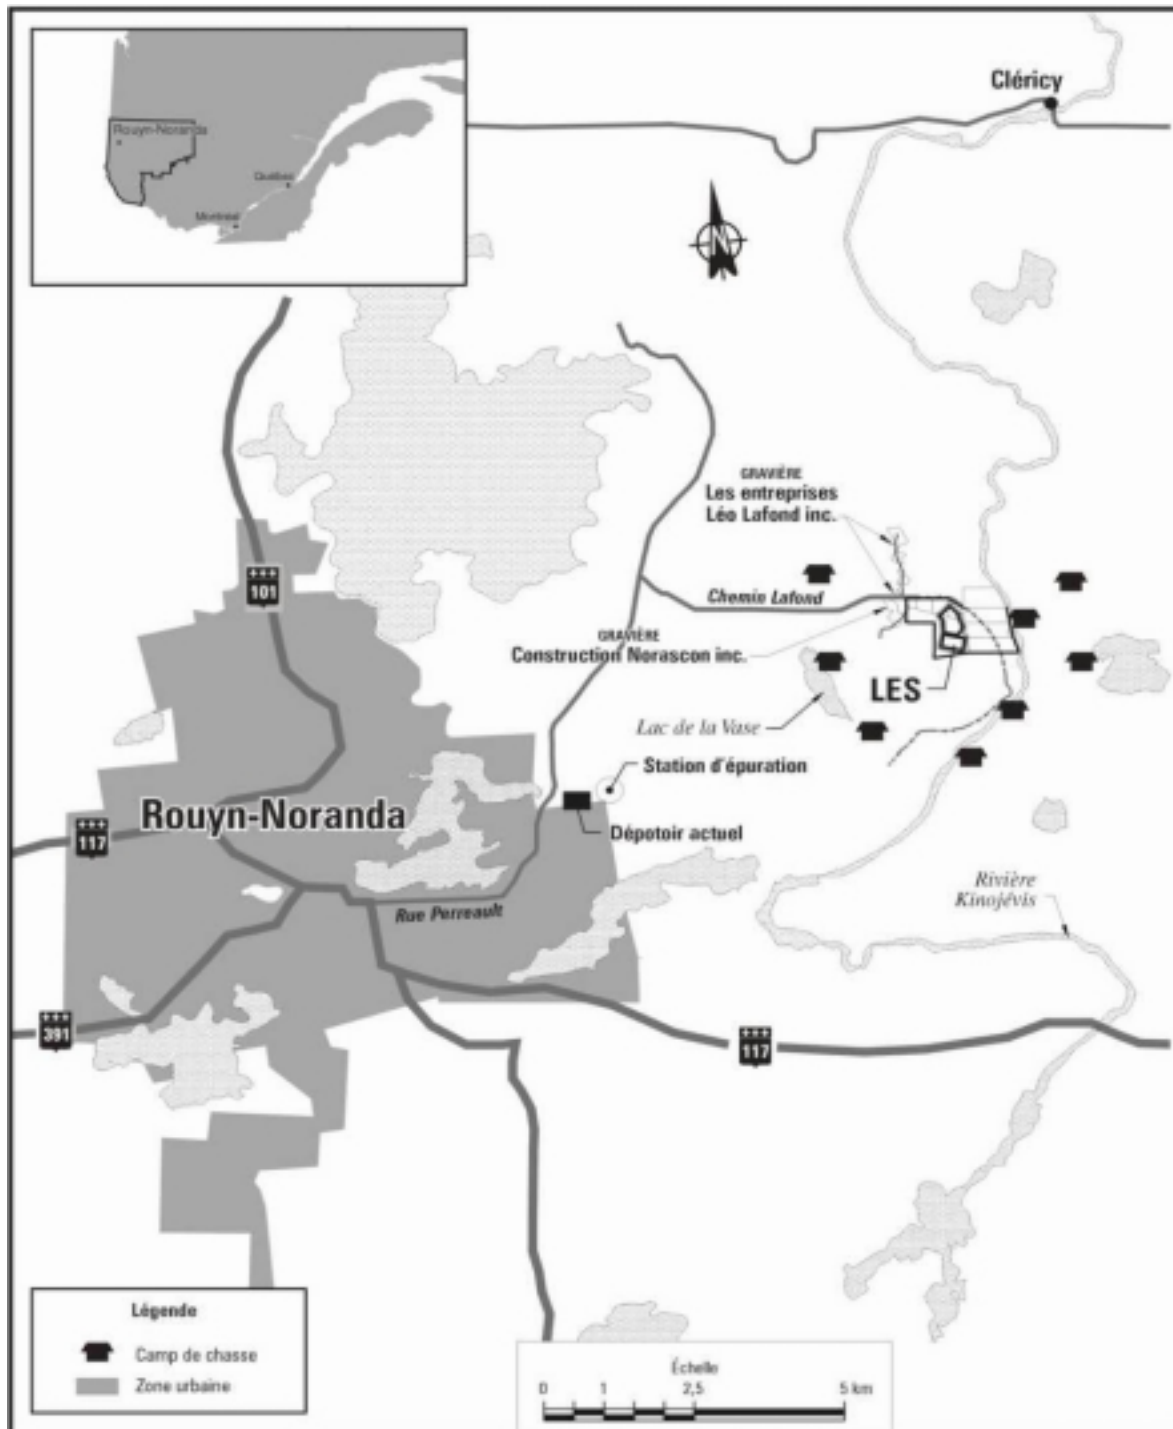 Rouyn-Noranda
Québec
Montréal
Cléricy
N
GRAVIÈRE
Les entreprises
Léo Lafond inc.
101
Chemin Lafond
GRAVIÈRE
Construction Norascon inc.
LES
Lac de la Vase
Station d'épuration
Rouyn-Noranda
117
Dépotoir actuel
Rivière
Kinojévis
Rue Perreault
391
117
Légende
Camp de chasse
Zone urbaine
Échelle
0 1 2,5 5 km